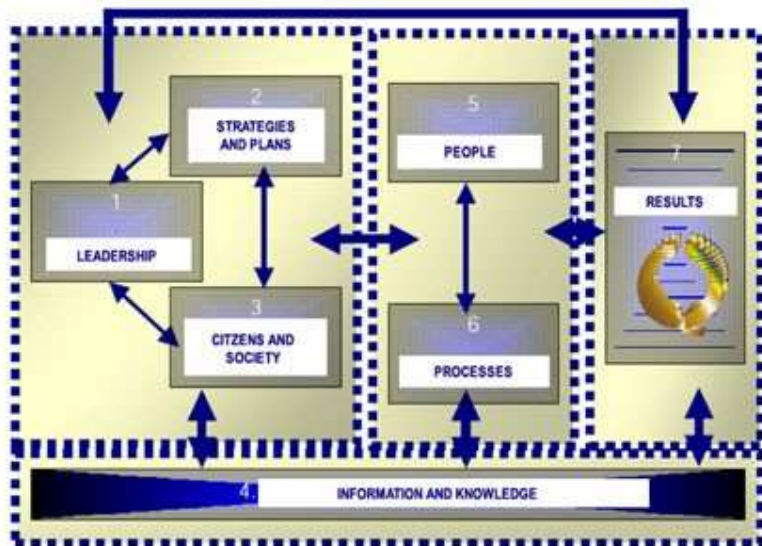 1
LEADERSHIP
2
STRATEGIES
AND PLANS
3
CITZENS AND
SOCIETY
5
PEOPLE
6
PROCESSES
7
RESULTS
4. INFORMATION AND KNOWLEDGE